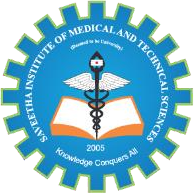 SAVEETHA INSTITUTE OF MEDICAL AND TECHNICAL SCIENCES
(Deemed to be University)
2005
Knowledge Conquers All